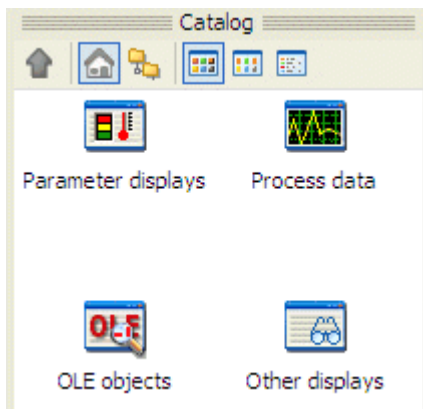 Catalog
Parameter displays
Process data
OLE
OLE objects
Other displays